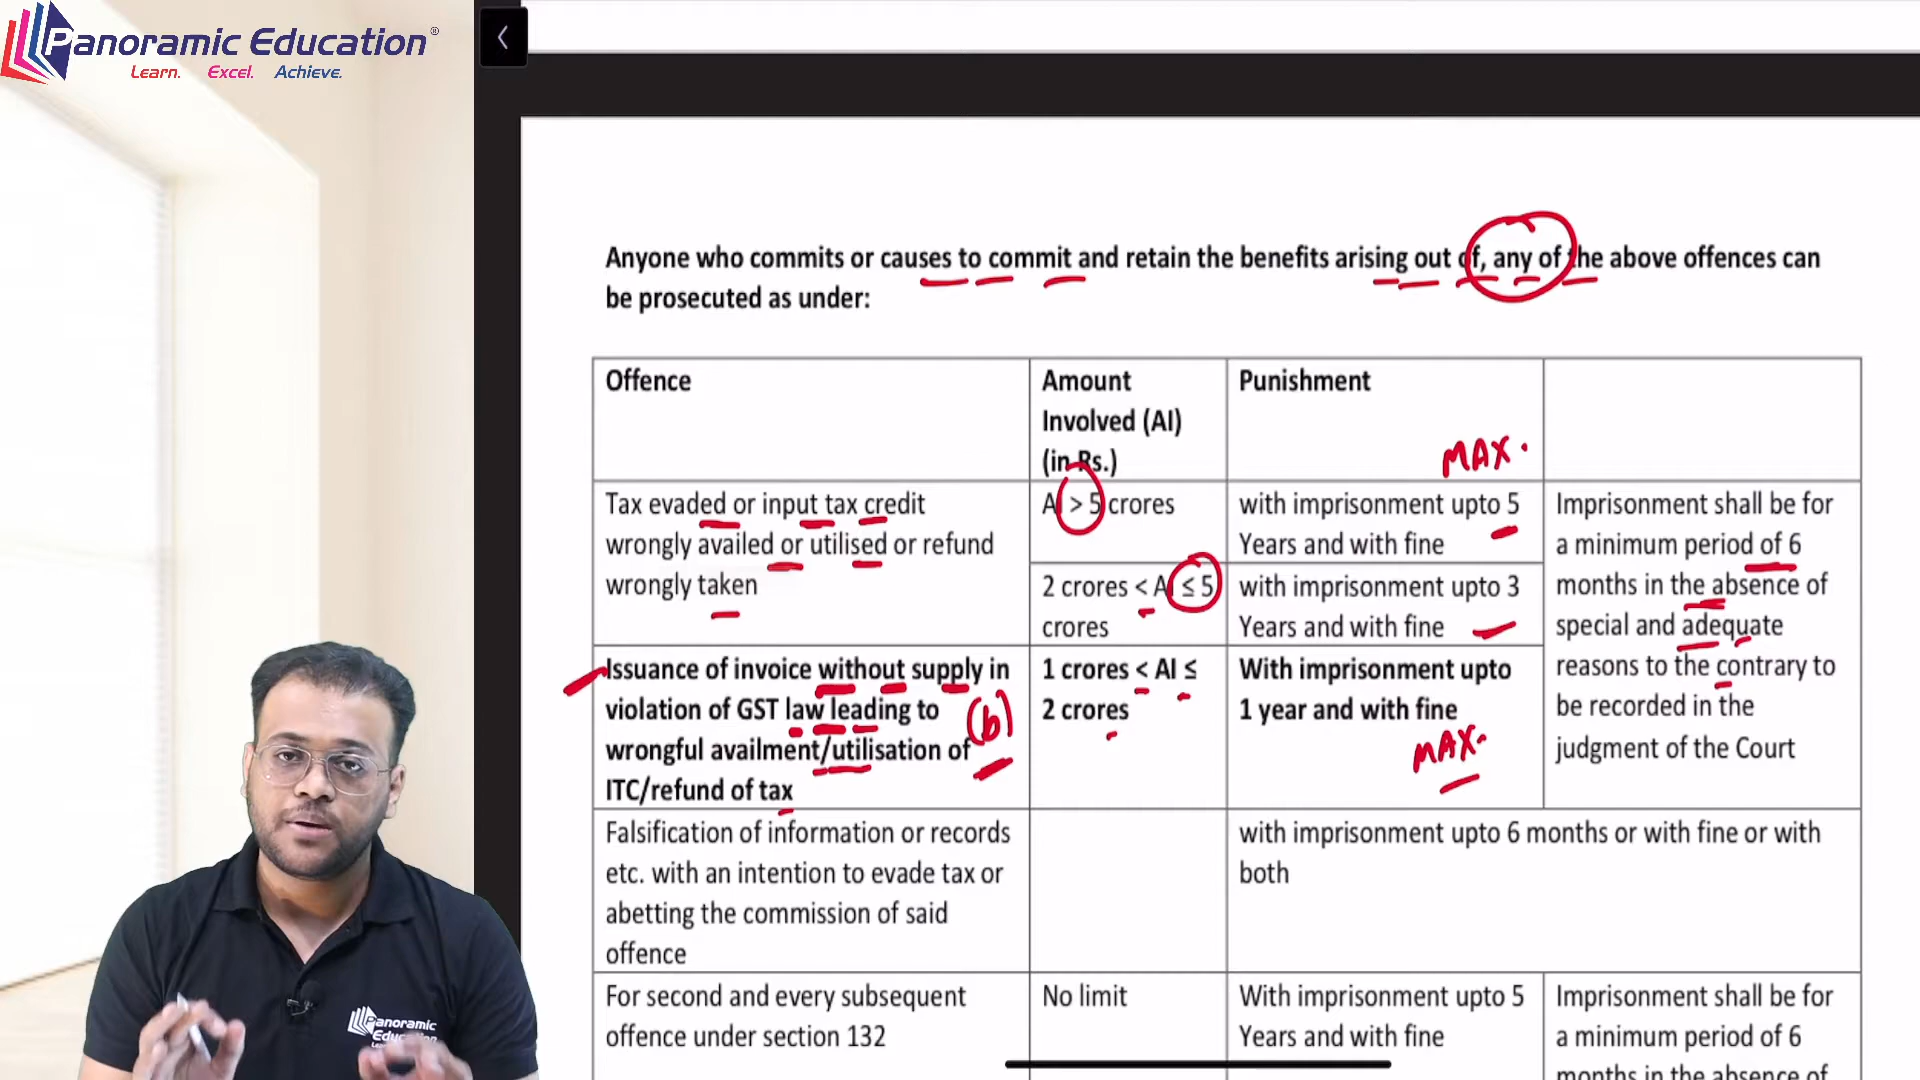 Panoramic Education®
Learn. Excel. Achieve.
Anyone who commits or causes to commit and retain the benefits arising out of, any of the above offences can
be prosecuted as under:
Offence
Amount
Involved (AI)
(in Rs.)
Punishment
MAX.
Tax evaded or input tax credit
wrongly availed or utilised or refund
wrongly taken
AI > 5 crores
with imprisonment upto 5
Years and with fine
2 crores < AI ≤ 5
crores
with imprisonment upto 3
Years and with fine
Imprisonment shall be for
a minimum period of 6
months in the absence of
special and adequate
reasons to the contrary to
be recorded in the
judgment of the Court
Issuance of invoice without supply in
violation of GST law leading to
wrongful availment/utilisation of
ITC/refund of tax
(b)
1 crores < AI ≤
2 crores
With imprisonment upto
1 year and with fine
MAX.
Falsification of information or records
etc. with an intention to evade tax or
abetting the commission of said
offence
with imprisonment upto 6 months or with fine or with
both
For second and every subsequent
offence under section 132
No limit
With imprisonment upto 5
Years and with fine
Imprisonment shall be for
a minimum period of 6
months in the absence of
Panoramic
Education